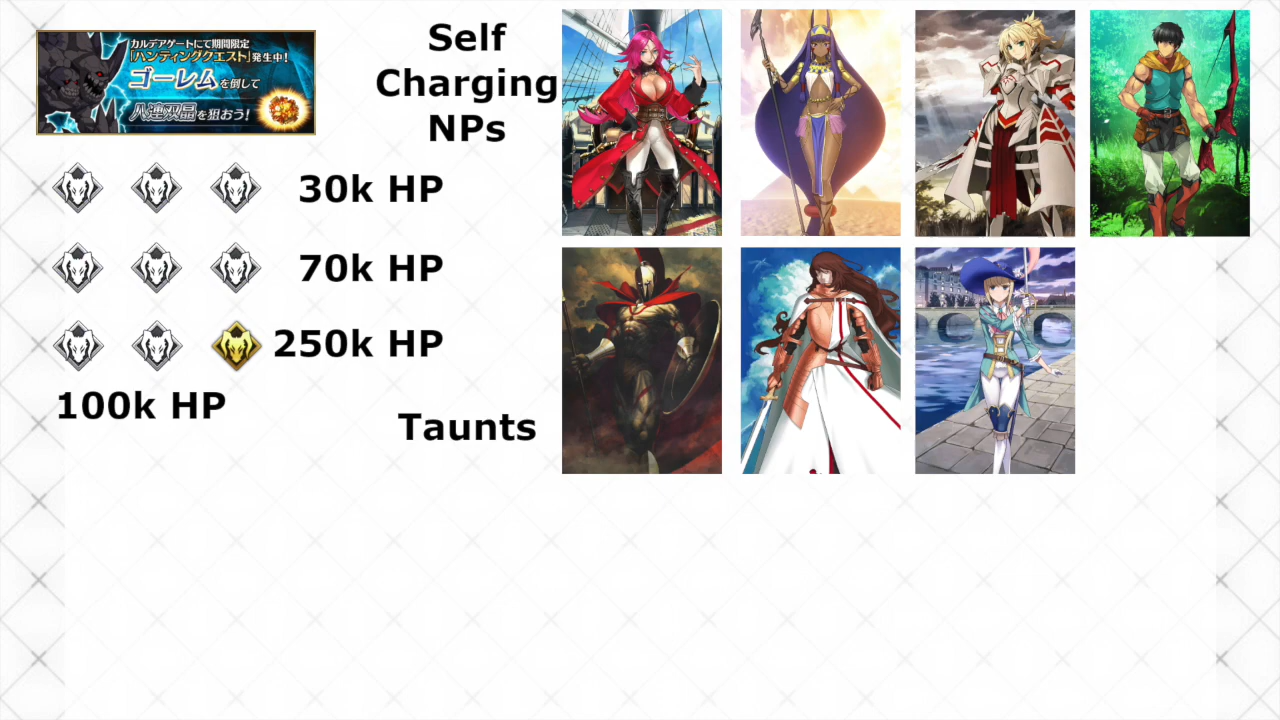 カルデアゲートにて期間限定
「ハンティングクエスト」発生中!
ゴーレムを倒して
八連双晶を狙おう!
Self
Charging
NPs
30k HP
70k HP
250k HP
100k HP
Taunts